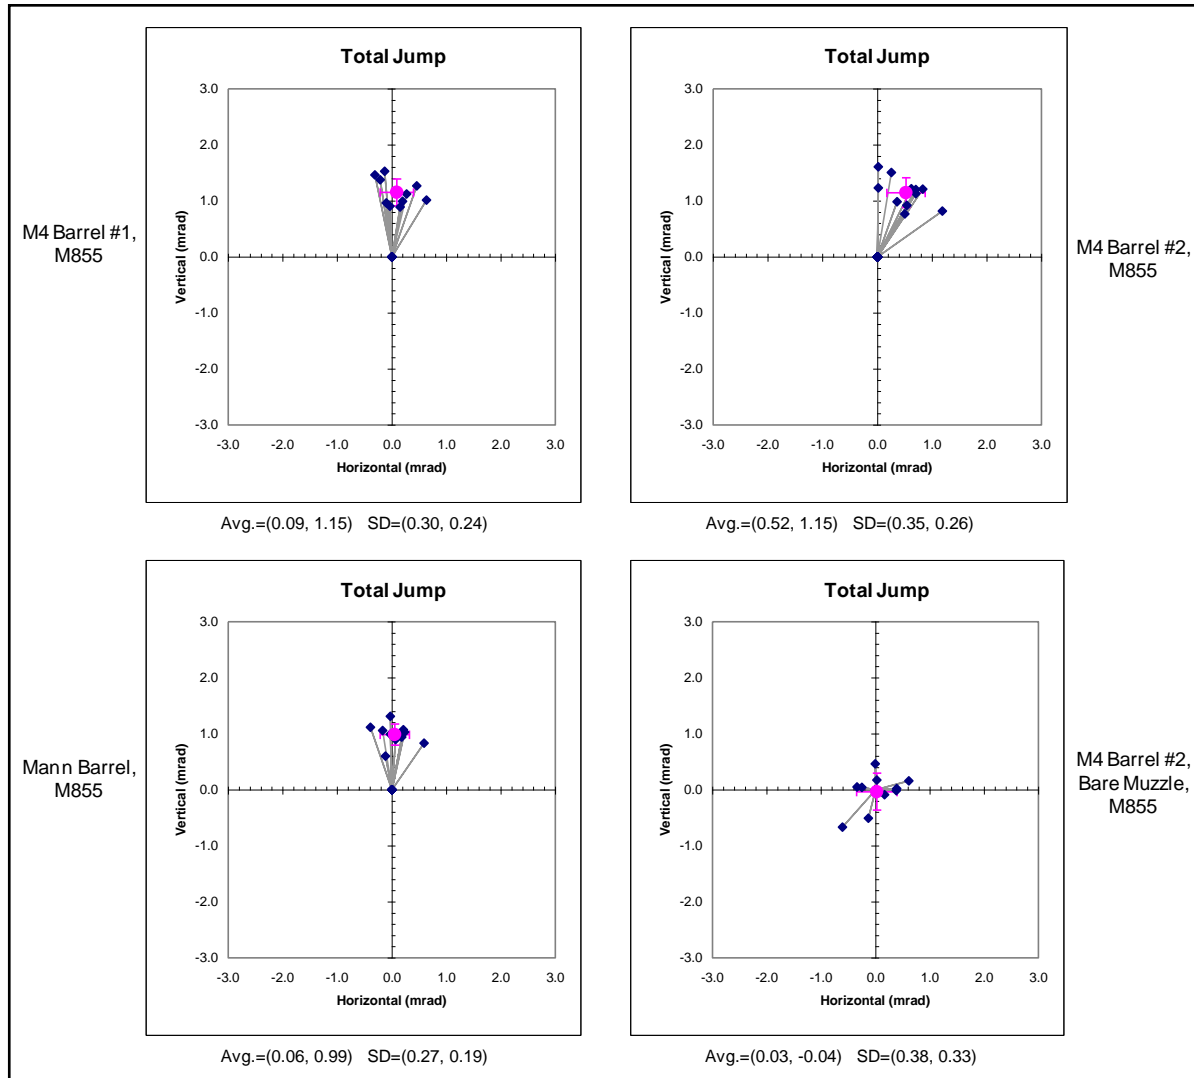 Total Jump
3.0
2.0
1.0
0.0
-1.0
-2.0
-3.0
Vertical (mrad)
-3.0 -2.0 -1.0 0.0 1.0 2.0 3.0
Horizontal (mrad)
M4 Barrel #1,
M855
Avg.=(0.09, 1.15) SD=(0.30, 0.24)
Total Jump
3.0
2.0
1.0
0.0
-1.0
-2.0
-3.0
Vertical (mrad)
-3.0 -2.0 -1.0 0.0 1.0 2.0 3.0
Horizontal (mrad)
M4 Barrel #2,
M855
Avg.=(0.52, 1.15) SD=(0.35, 0.26)
Total Jump
3.0
2.0
1.0
0.0
-1.0
-2.0
-3.0
Vertical (mrad)
-3.0 -2.0 -1.0 0.0 1.0 2.0 3.0
Horizontal (mrad)
Mann Barrel,
M855
Avg.=(0.06, 0.99) SD=(0.27, 0.19)
Total Jump
3.0
2.0
1.0
0.0
-1.0
-2.0
-3.0
Vertical (mrad)
-3.0 -2.0 -1.0 0.0 1.0 2.0 3.0
Horizontal (mrad)
M4 Barrel #2,
Bare Muzzle,
M855
Avg.=(0.03, -0.04) SD=(0.38, 0.33)